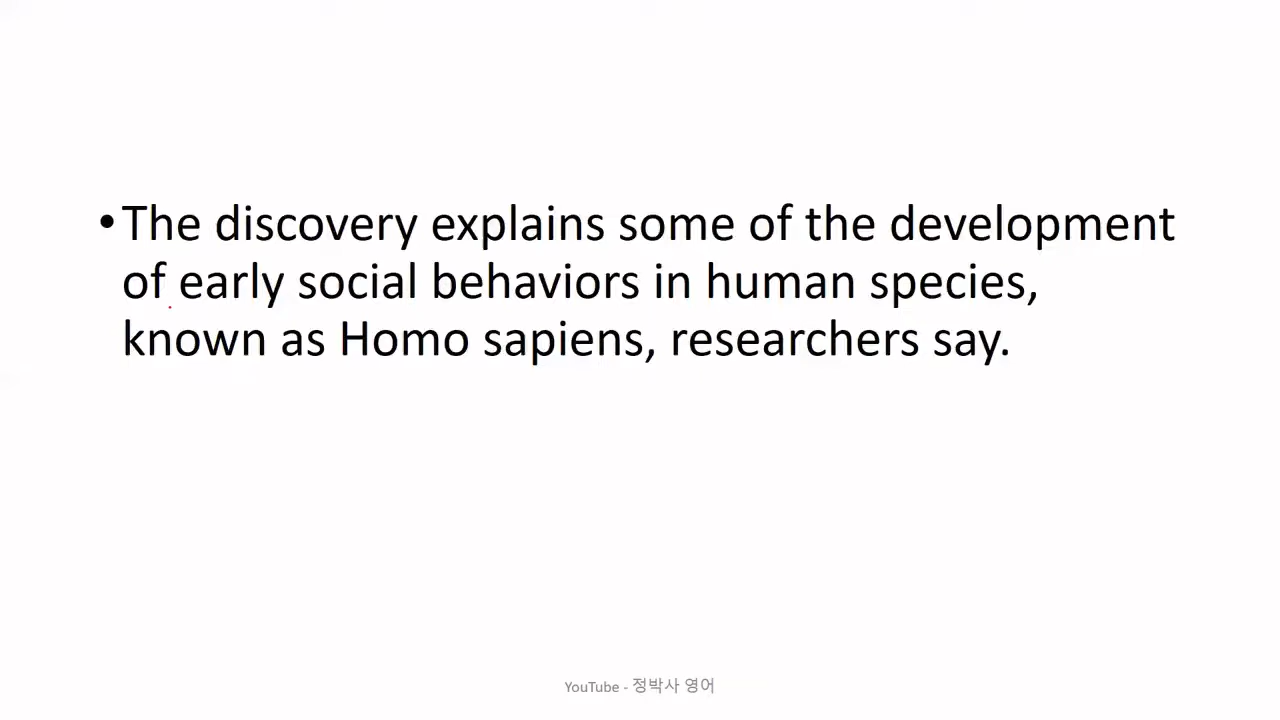 •The discovery explains some of the development
of early social behaviors in human species,
known as Homo sapiens, researchers say.
YouTube - 정박사 영어